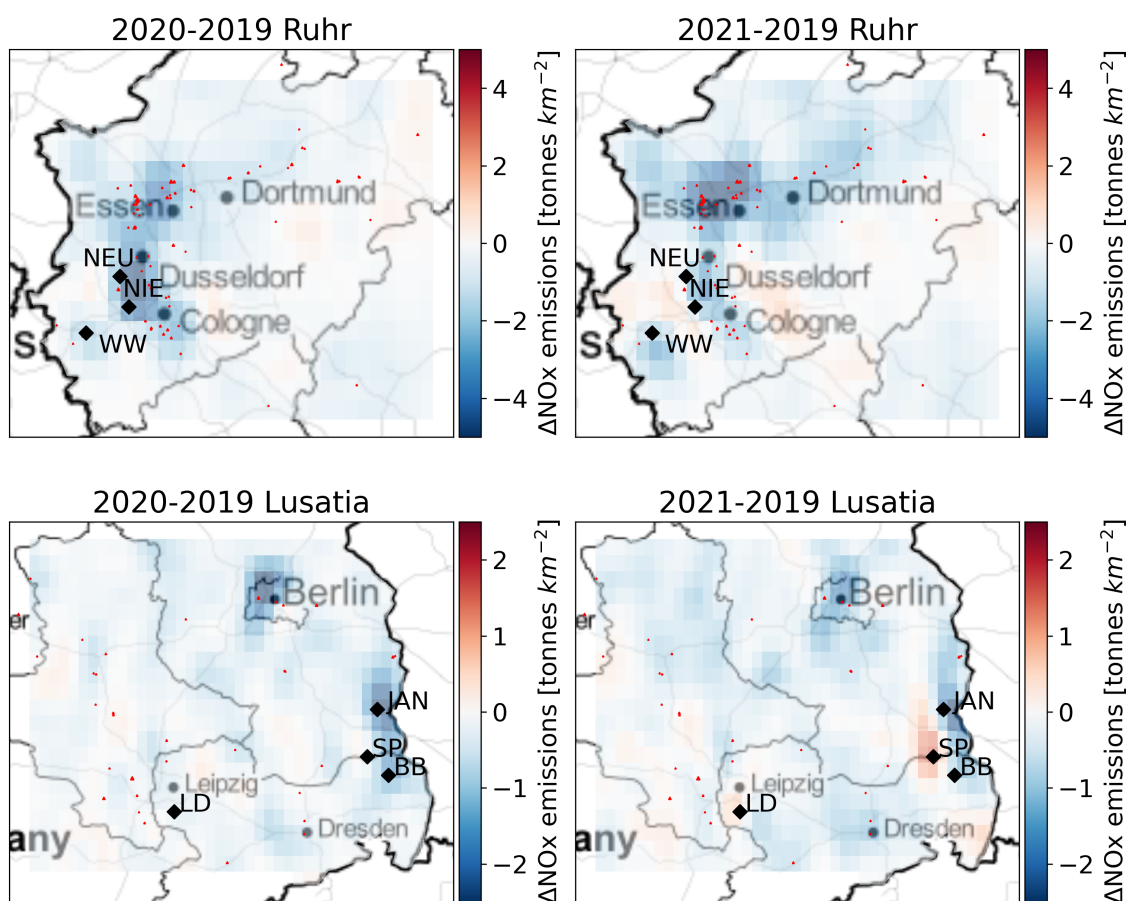 2020-2019 Ruhr
2021-2019 Ruhr
Essen
Dortmund
NEU
Dusseldorf
NIE
Cologne
WW
S
4
2
0
−2
−4
ΔNOx emissions [tonnes km⁻²]
Essen
Dortmund
NEU
Dusseldorf
NIE
Cologne
WW
S
4
2
0
−2
−4
ΔNOx emissions [tonnes km⁻²]
2020-2019 Lusatia
2021-2019 Lusatia
Berlin
er
JAN
SP
BB
Leipzig
LD
Dresden
any
2
1
0
−1
−2
ΔNOx emissions [tonnes km⁻²]
Berlin
er
JAN
SP
BB
Leipzig
LD
Dresden
any
2
1
0
−1
−2
ΔNOx emissions [tonnes km⁻²]